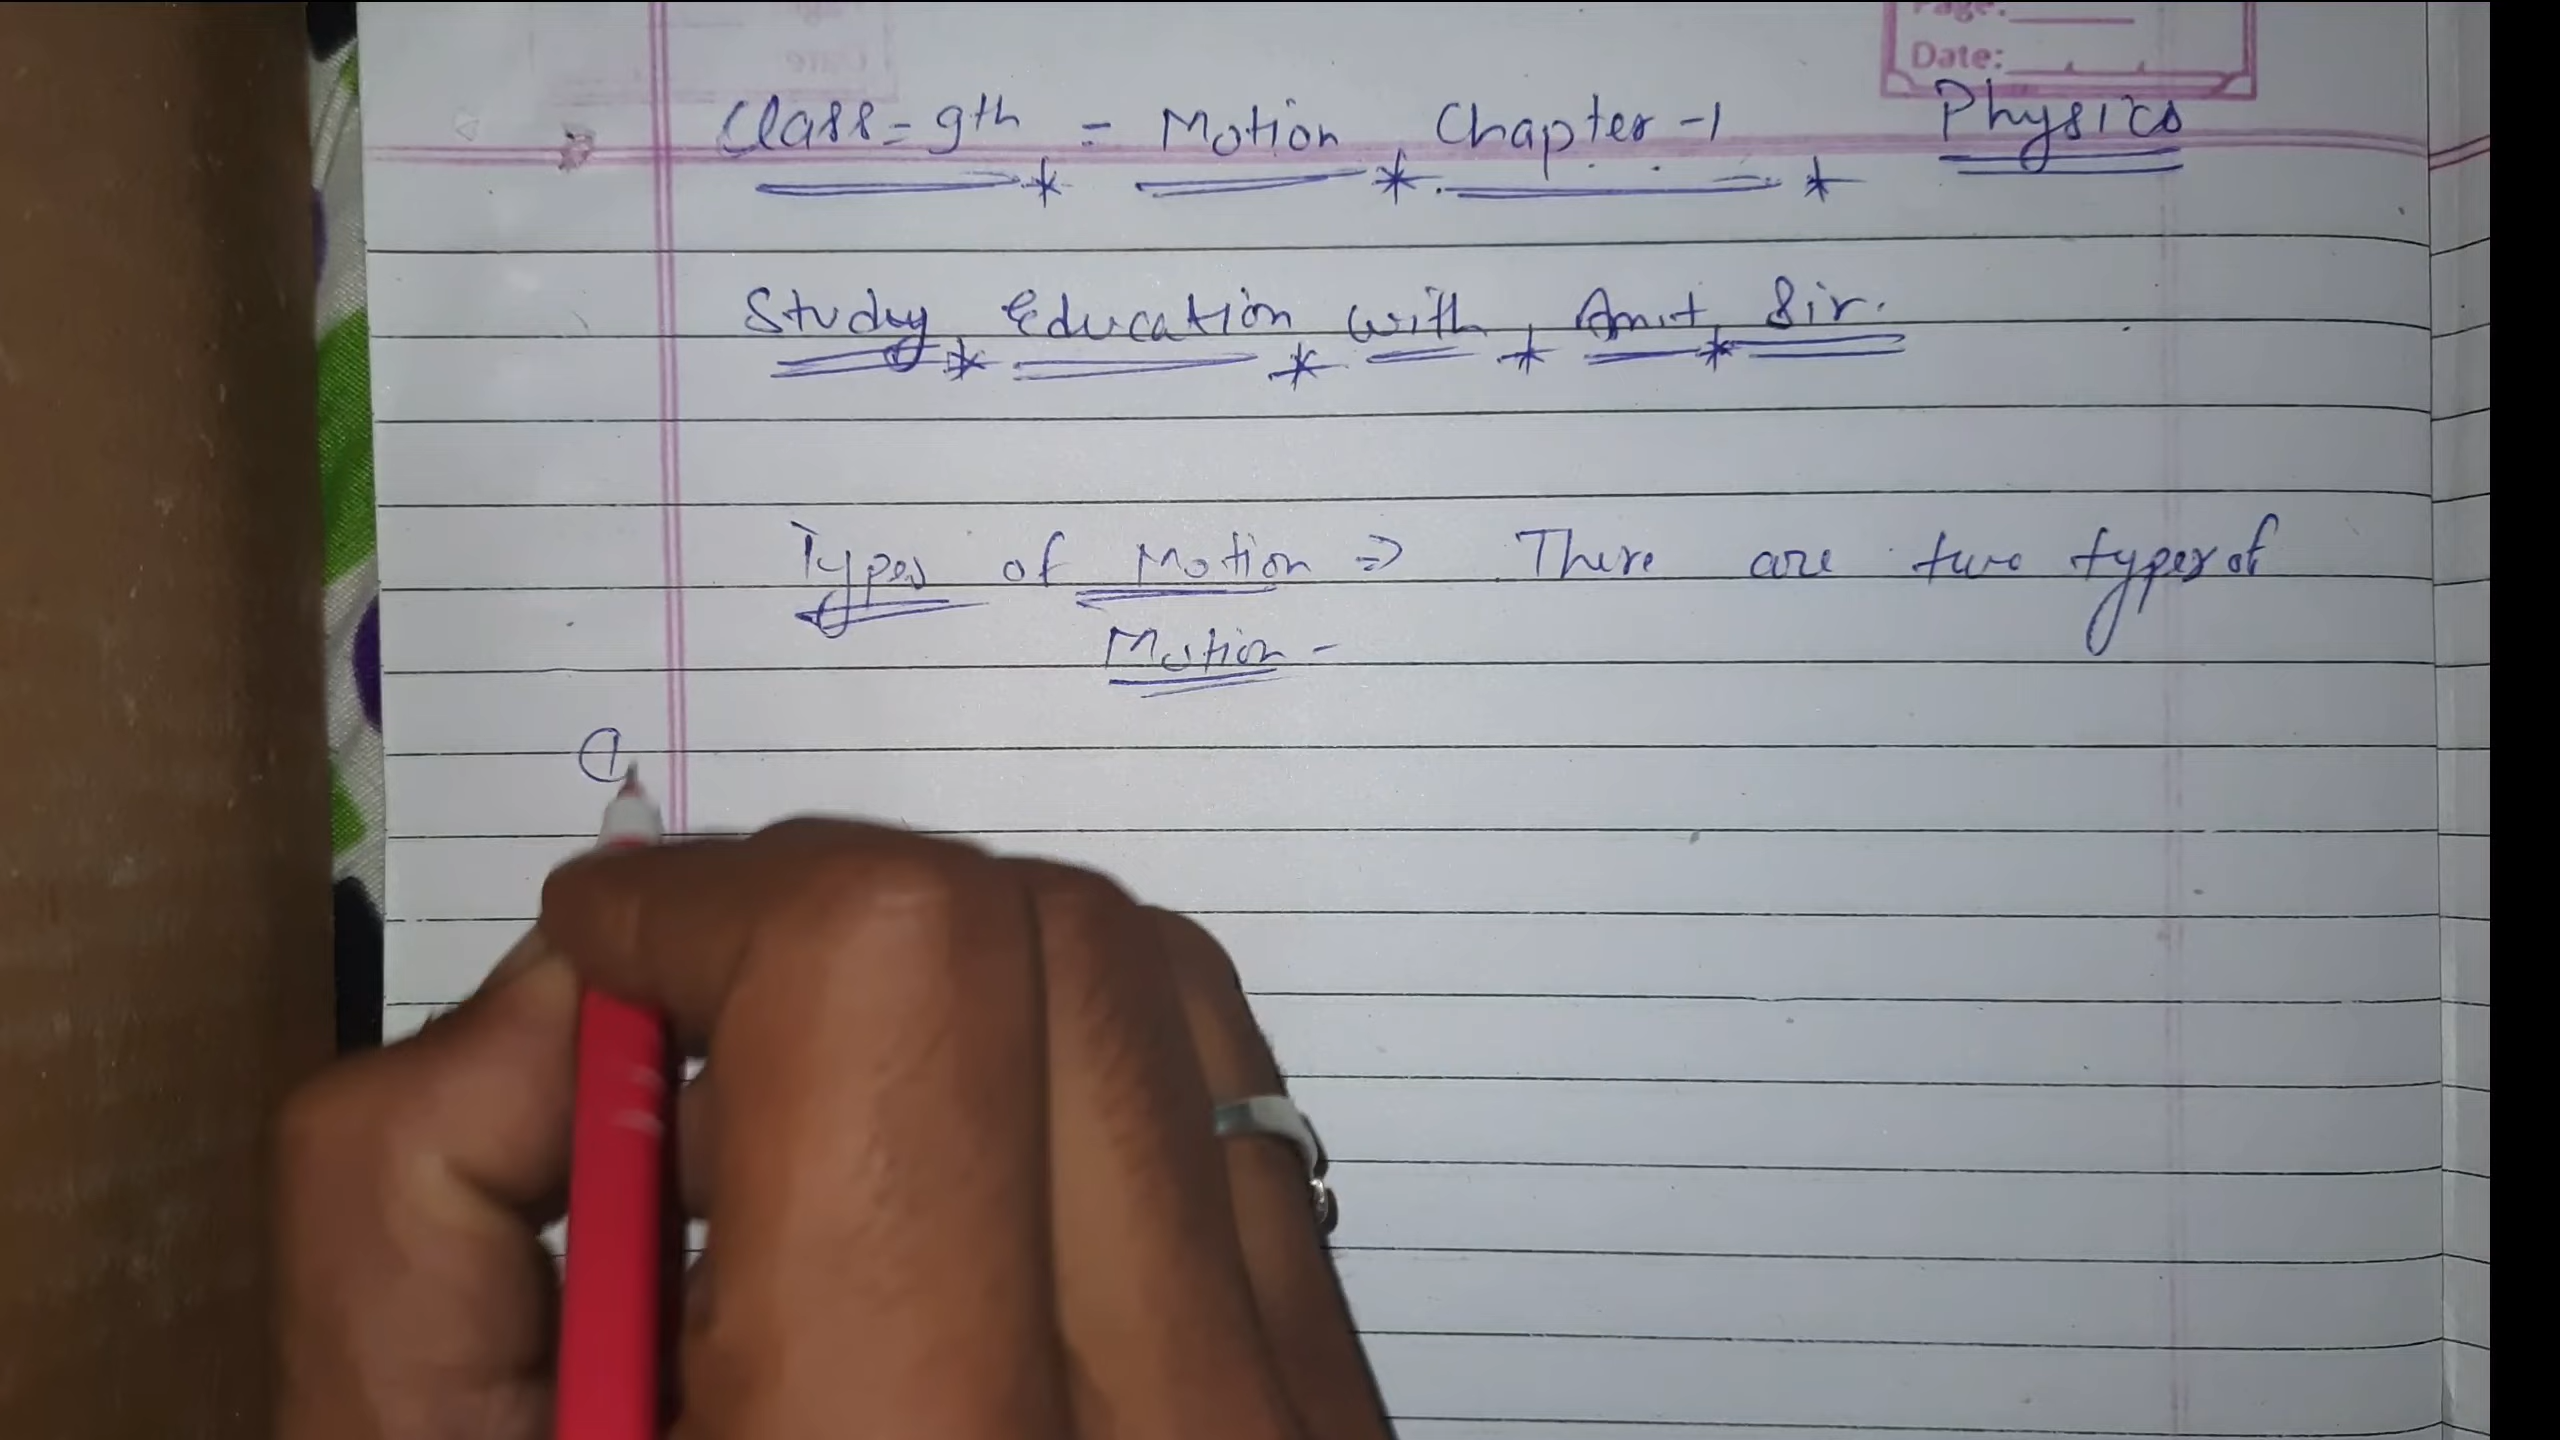 Page:
Date:
Class = 9th = Motion Chapter -1 Physics
Study Education with Amit Sir.
Types of Motion => There are two types of
Motion -
1